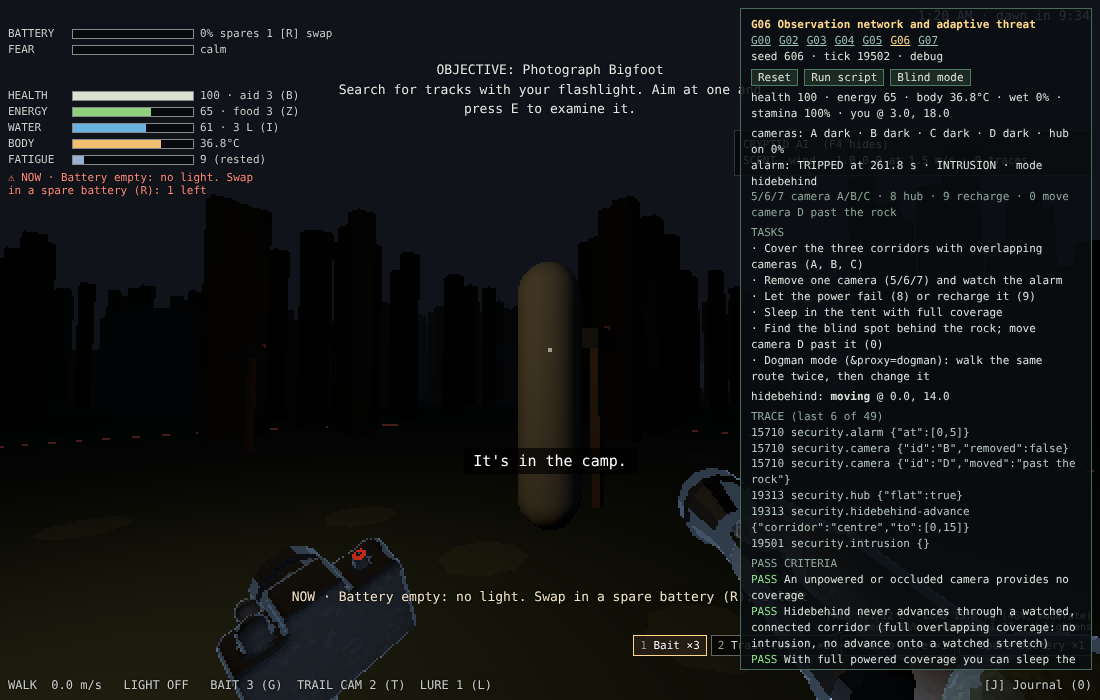 BATTERY 0% spares 1 [R] swap
FEAR calm
HEALTH 100 · aid 3 (B)
ENERGY 65 · food 3 (Z)
WATER 61 · 3 L (I)
BODY 36.8°C
FATIGUE 9 (rested)
⚠ NOW · Battery empty: no light. Swap
in a spare battery (R): 1 left
OBJECTIVE: Photograph Bigfoot
Search for tracks with your flashlight. Aim at one and
press E to examine it.
It's in the camp.
NOW · Battery empty: no light. Swap in a spare battery (R
1 Bait ×3
2 Tr
WALK 0.0 m/s LIGHT OFF BAIT 3 (G) TRAIL CAM 2 (T) LURE 1 (L)
[J] Journal (0)
1:20 AM · dawn in 9:34
G06 Observation network and adaptive threat
G00 G02 G03 G04 G05 G06 G07
seed 606 · tick 19502 · debug
Reset Run script Blind mode
health 100 · energy 65 · body 36.8°C · wet 0% ·
stamina 100% · you @ 3.0, 18.0
cameras: A dark · B dark · C dark · D dark · hub
on 0%
alarm: TRIPPED at 261.8 s · INTRUSION · mode
hidebehind
5/6/7 camera A/B/C · 8 hub · 9 recharge · 0 move
camera D past the rock
TASKS
· Cover the three corridors with overlapping
cameras (A, B, C)
· Remove one camera (5/6/7) and watch the alarm
· Let the power fail (8) or recharge it (9)
· Sleep in the tent with full coverage
· Find the blind spot behind the rock; move
camera D past it (0)
· Dogman mode (&proxy=dogman): walk the same
route twice, then change it
hidebehind: moving @ 0.0, 14.0
TRACE (last 6 of 49)
15710 security.alarm {"at":[0,5]}
15710 security.camera {"id":"B","removed":false}
15710 security.camera {"id":"D","moved":"past the
rock"}
19313 security.hub {"flat":true}
19313 security.hidebehind-advance
{"corridor":"centre","to":[0,15]}
19501 security.intrusion {}
PASS CRITERIA
PASS An unpowered or occluded camera provides no
coverage
PASS Hidebehind never advances through a watched,
connected corridor (full overlapping coverage: no
intrusion, no advance onto a watched stretch)
PASS With full powered coverage you can sleep the